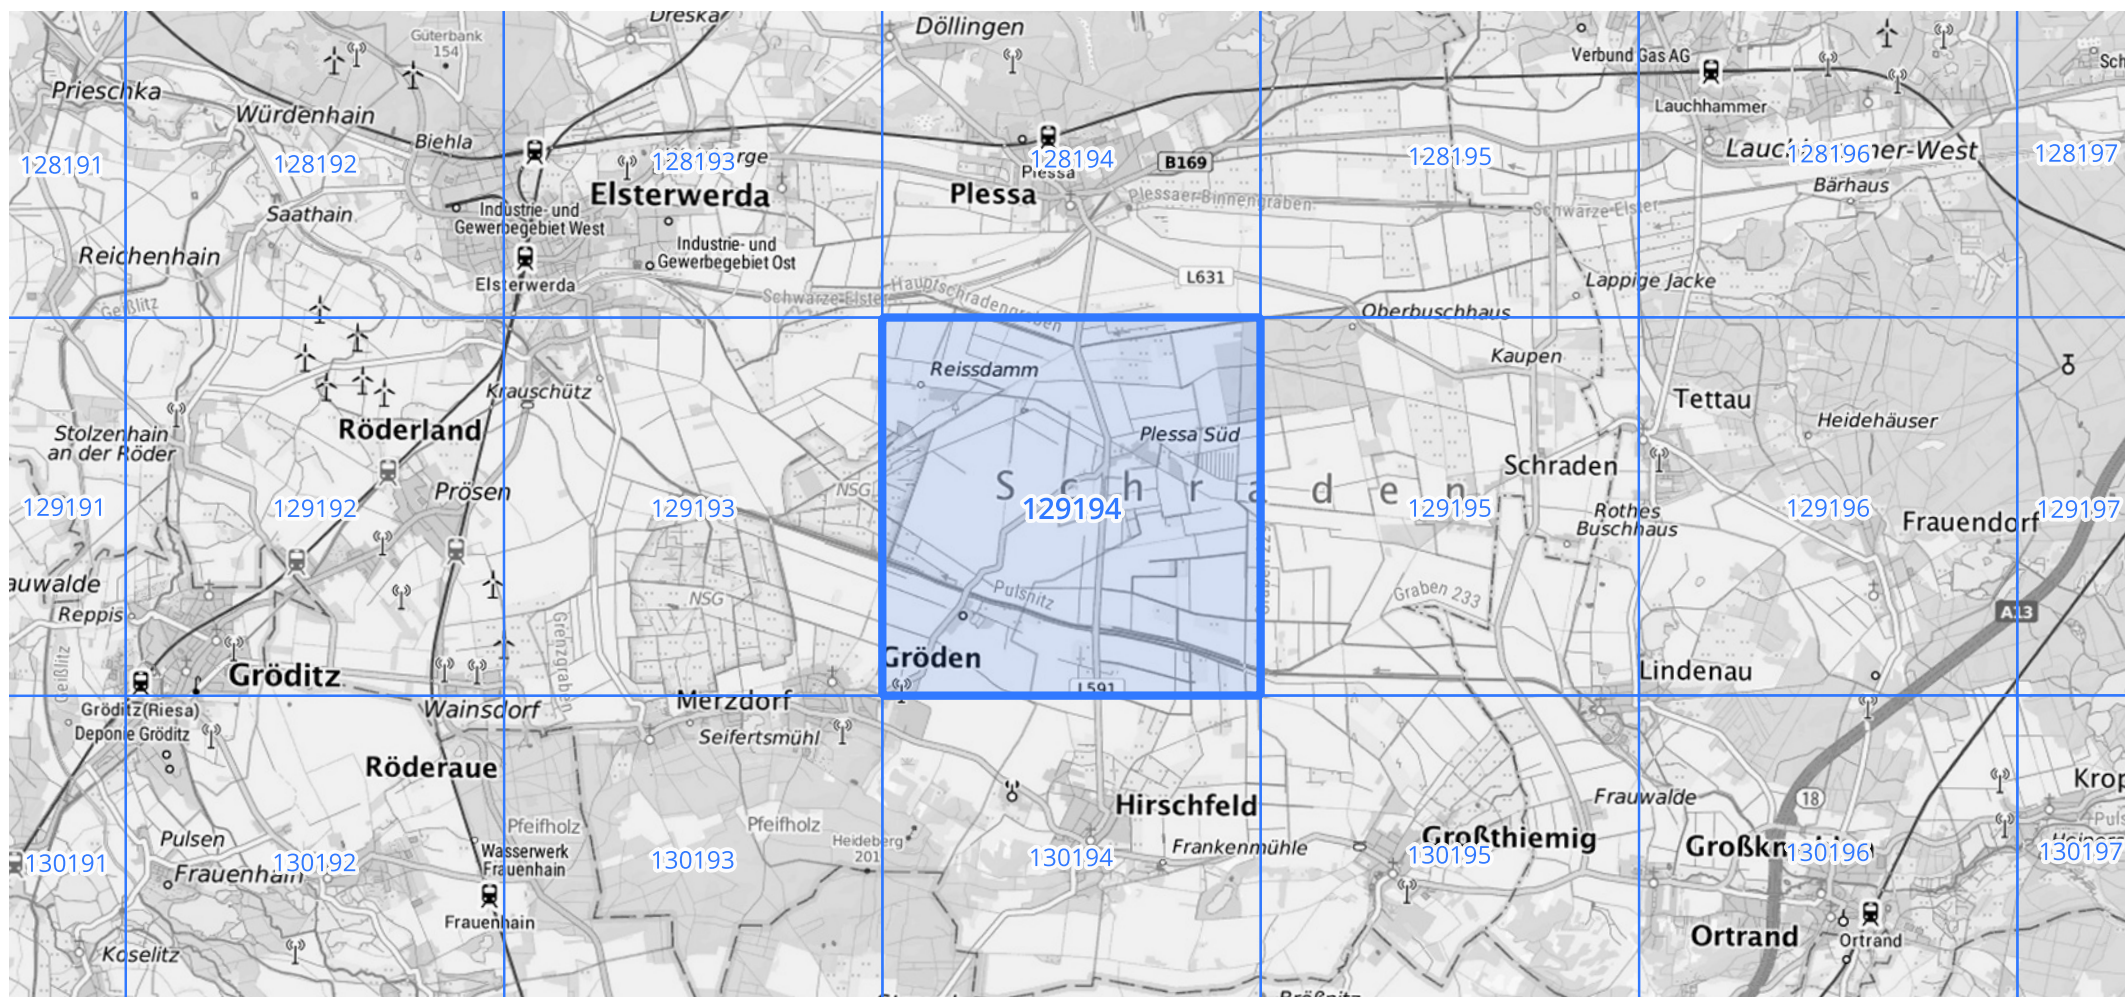 Dreska
Güterbank
154
Döllingen
Verbund Gas AG
Prieschka
Würdenhain
Biehla
Lauchhammer
128191
128192
128193
128194
Plessa
B169
128195
128196
128197
Elsterwerda
Plessa
Plessaer Binnengraben
Bärhaus
Saathain
Industrie- und
Gewerbegebiet West
Schwarze Elster
Reichenhain
Industrie- und
Gewerbegebiet Ost
Elsterwerda
L631
Lappige Jacke
Geißlitz
Schwarze Elster
Hauptschradengraben
Oberbuschhaus
Reissdamm
Kaupen
Krauschütz
Tettau
Röderland
Heidehäuser
Stolzenhain
an der Röder
Plessa Süd
Schraden
Prösen
NSG
S c h r a d e n
129191
129192
129193
129194
129195
129196
129197
Rothes
Buschhaus
Frauendorf
auwalde
Reppis
NSG
Pulsnitz
Graben 233
A13
Geißlitz
Grenzgraben
Gröditz
Gröden
Lindenau
L591
Gröditz(Riesa)
Deponie Gröditz
Wainsdorf
Merzdorf
Seifertsmühl
Röderaue
Hirschfeld
Frauwalde
18
Krop
Pulsen
Pfeifholz
Pfeifholz
Heideberg
201
Frankenmühle
Großthiemig
Wasserwerk
Frauenhain
130191
130192
130193
130194
130195
130196
130197
Frauenhain
Frauenhain
Koselitz
Ortrand
Ortrand